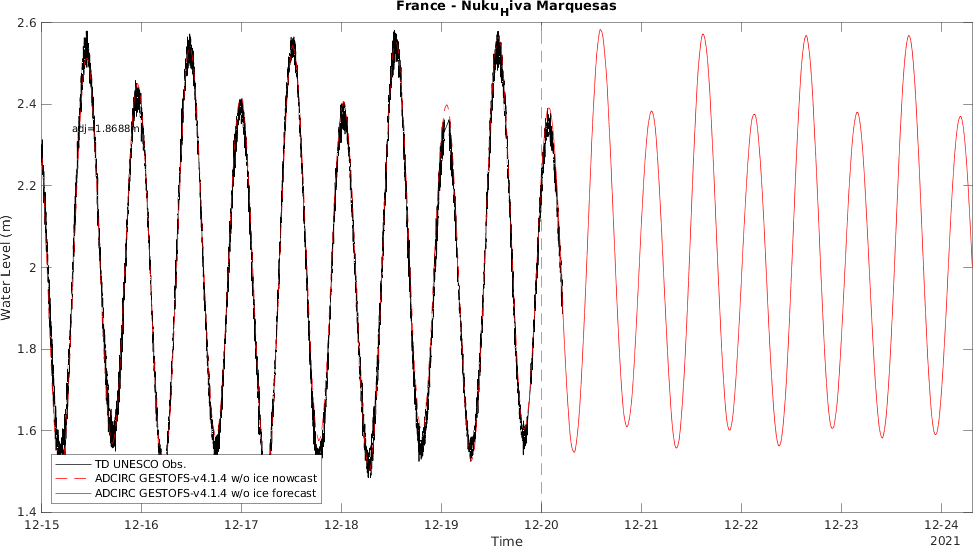 France - Nuku_Hiva Marquesas
2.6
2.4
adj=1.8688m
2.2
Water Level (m)
2
1.8
1.6
TD UNESCO Obs.
ADCIRC GESTOFS-v4.1.4 w/o ice nowcast
ADCIRC GESTOFS-v4.1.4 w/o ice forecast
1.4
12-15 12-16 12-17 12-18 12-19 12-20 12-21 12-22 12-23 12-24
Time 2021